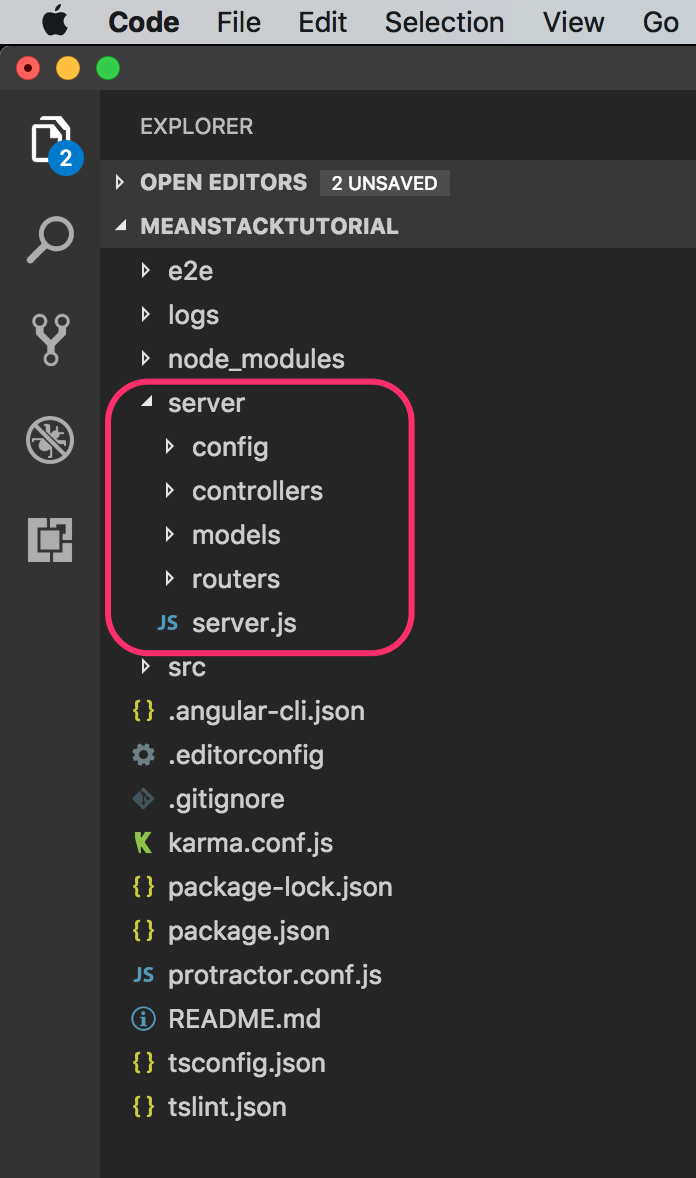 Code File Edit Selection View Go
EXPLORER
OPEN EDITORS 2 UNSAVED
2
MEANSTACKTUTORIAL
e2e
logs
node_modules
server
config
controllers
models
routers
JS server.js
src
{ } .angular-cli.json
.editorconfig
.gitignore
karma.conf.js
{ } package-lock.json
{ } package.json
JS protractor.conf.js
README.md
{ } tsconfig.json
{ } tslint.json